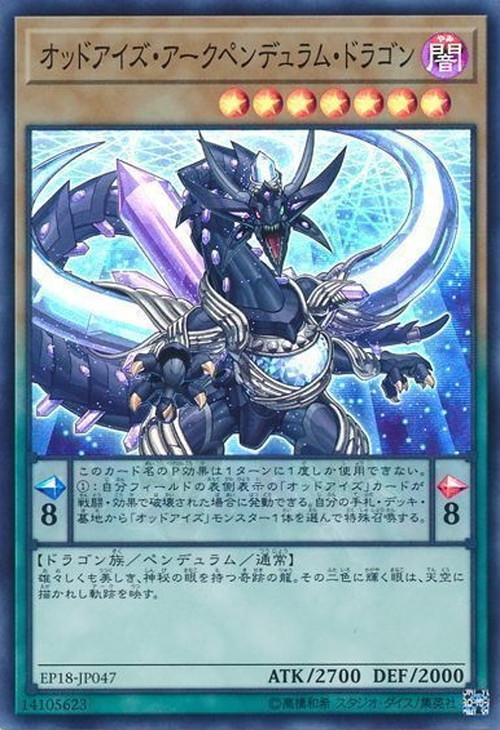 オッドアイズ・アークペンデュラム・ドラゴン
闇
このカード名のP効果は1ターンに1度しか使用できない。
①:自分フィールドの表側表示の「オッドアイズ」カードが
戦闘・効果で破壊された場合に発動できる。自分の手札・デッキ・
墓地から「オッドアイズ」モンスター1体を選んで特殊召喚する。
8
8
【ドラゴン族/ペンデュラム/通常】
雄々しくも美しき、神秘の眼を持つ奇跡の龍。その二色に輝く眼は、天空に
描かれし軌跡を映す。
EP18-JP047
ATK/2700 DEF/2000
14105623
©高橋和希 スタジオ・ダイス/集英社